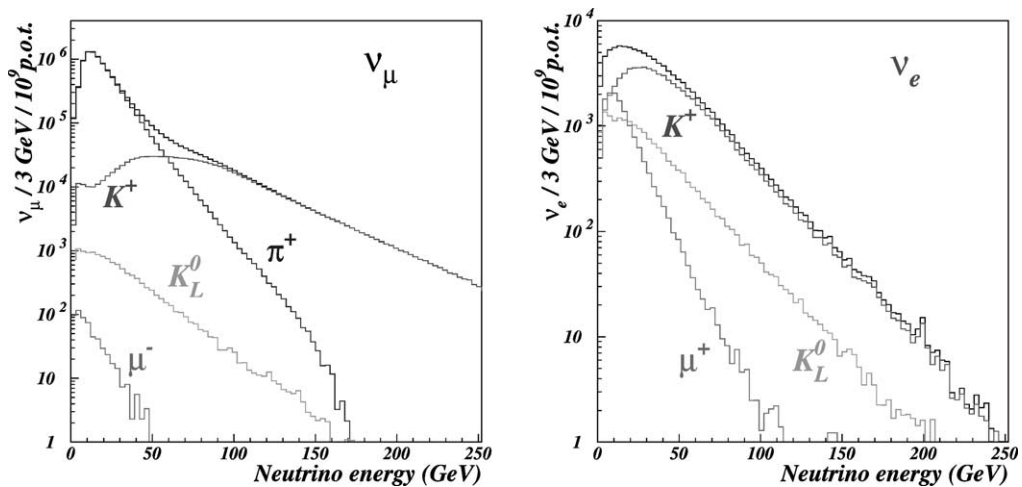 ν_μ / 3 GeV / 10^9 p.o.t.
10^6
10^5
10^4
10^3
10^2
10
1
ν_μ
K^+
π^+
K_L^0
μ^-
0 50 100 150 200 250
Neutrino energy (GeV)
ν_e / 3 GeV / 10^9 p.o.t.
10^4
10^3
10^2
10
1
ν_e
K^+
μ^+
K_L^0
0 50 100 150 200 250
Neutrino energy (GeV)